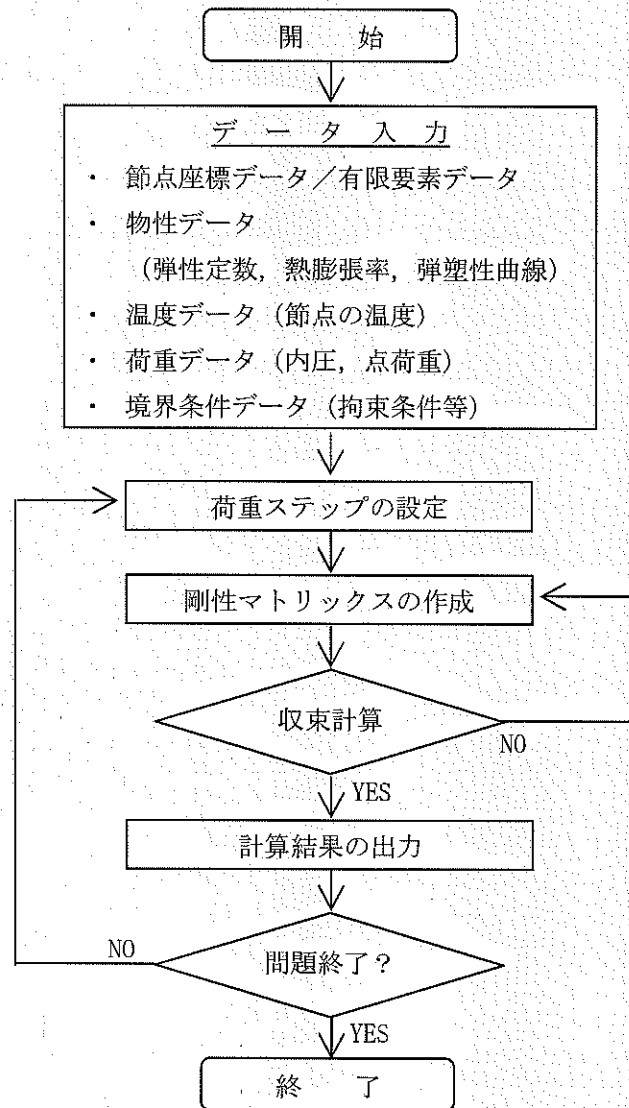 開　始
データ入力
・ 節点座標データ／有限要素データ
・ 物性データ
（弾性定数，熱膨張率，弾塑性曲線）
・ 温度データ（節点の温度）
・ 荷重データ（内圧，点荷重）
・ 境界条件データ（拘束条件等）
荷重ステップの設定
剛性マトリックスの作成
収束計算
NO
YES
計算結果の出力
NO
問題終了？
YES
終　了